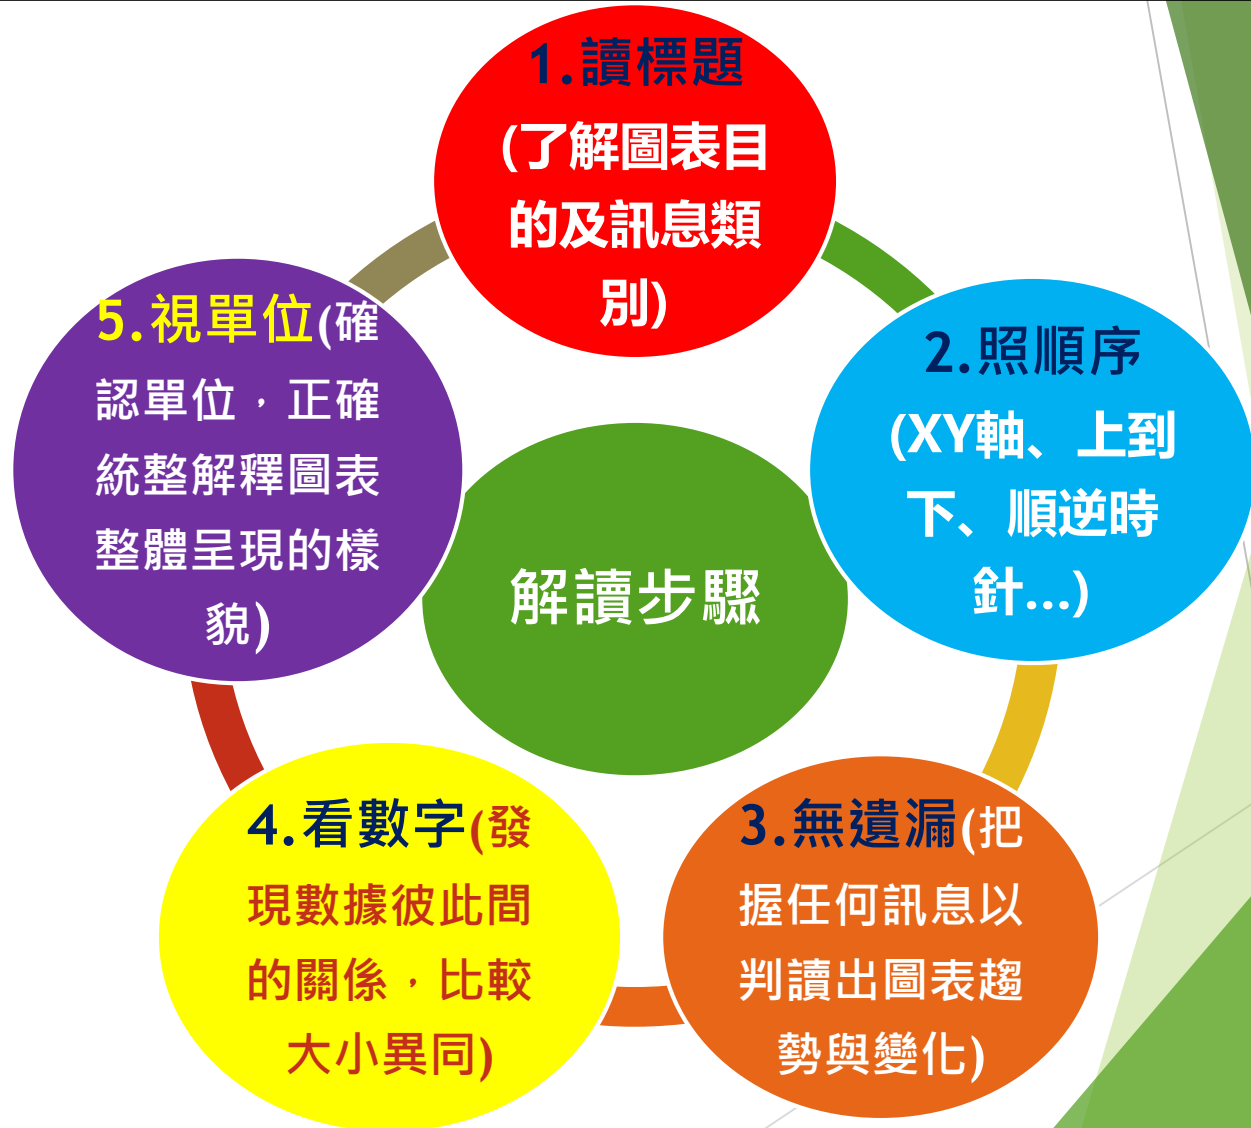 1.讀標題
(了解圖表目
的及訊息類
別)
2.照順序
(XY軸、上到
下、順逆時
針...)
3.無遺漏(把
握任何訊息以
判讀出圖表趨
勢與變化)
4.看數字(發
現數據彼此間
的關係，比較
大小異同)
5.視單位(確
認單位，正確
統整解釋圖表
整體呈現的樣
貌)
解讀步驟